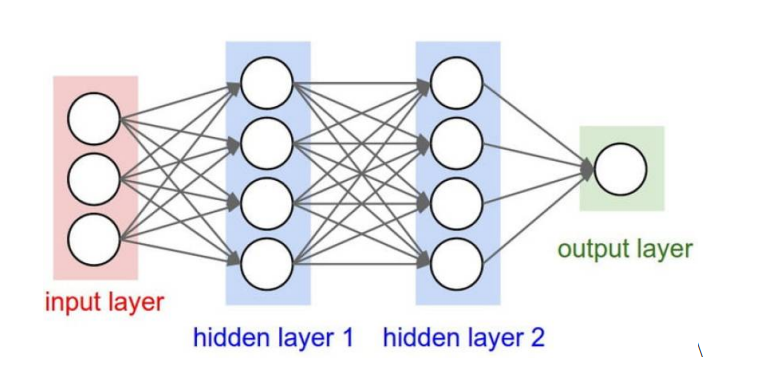 output layer
input layer
hidden layer 1
hidden layer 2
\